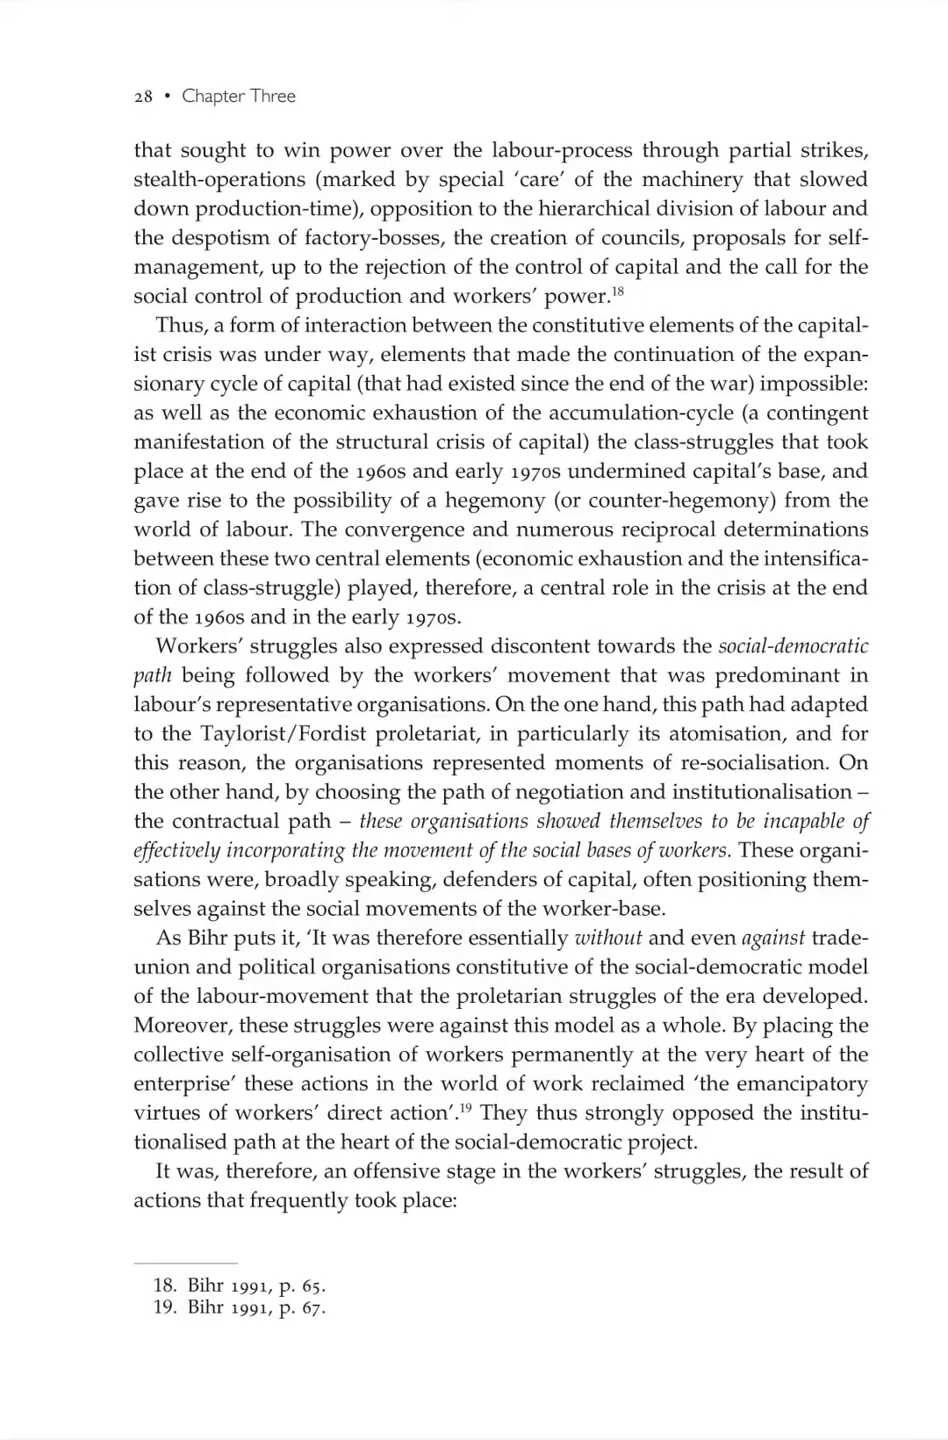 28 • Chapter Three
that sought to win power over the labour-process through partial strikes,
stealth-operations (marked by special ‘care’ of the machinery that slowed
down production-time), opposition to the hierarchical division of labour and
the despotism of factory-bosses, the creation of councils, proposals for self-
management, up to the rejection of the control of capital and the call for the
social control of production and workers’ power.18
Thus, a form of interaction between the constitutive elements of the capital-
ist crisis was under way, elements that made the continuation of the expan-
sionary cycle of capital (that had existed since the end of the war) impossible:
as well as the economic exhaustion of the accumulation-cycle (a contingent
manifestation of the structural crisis of capital) the class-struggles that took
place at the end of the 1960s and early 1970s undermined capital’s base, and
gave rise to the possibility of a hegemony (or counter-hegemony) from the
world of labour. The convergence and numerous reciprocal determinations
between these two central elements (economic exhaustion and the intensifica-
tion of class-struggle) played, therefore, a central role in the crisis at the end
of the 1960s and in the early 1970s.
Workers’ struggles also expressed discontent towards the social-democratic
path being followed by the workers’ movement that was predominant in
labour’s representative organisations. On the one hand, this path had adapted
to the Taylorist/Fordist proletariat, in particularly its atomisation, and for
this reason, the organisations represented moments of re-socialisation. On
the other hand, by choosing the path of negotiation and institutionalisation –
the contractual path – these organisations showed themselves to be incapable of
effectively incorporating the movement of the social bases of workers. These organi-
sations were, broadly speaking, defenders of capital, often positioning them-
selves against the social movements of the worker-base.
As Bihr puts it, ‘It was therefore essentially without and even against trade-
union and political organisations constitutive of the social-democratic model
of the labour-movement that the proletarian struggles of the era developed.
Moreover, these struggles were against this model as a whole. By placing the
collective self-organisation of workers permanently at the very heart of the
enterprise’ these actions in the world of work reclaimed ‘the emancipatory
virtues of workers’ direct action’.19 They thus strongly opposed the institu-
tionalised path at the heart of the social-democratic project.
It was, therefore, an offensive stage in the workers’ struggles, the result of
actions that frequently took place:
18. Bihr 1991, p. 65.
19. Bihr 1991, p. 67.